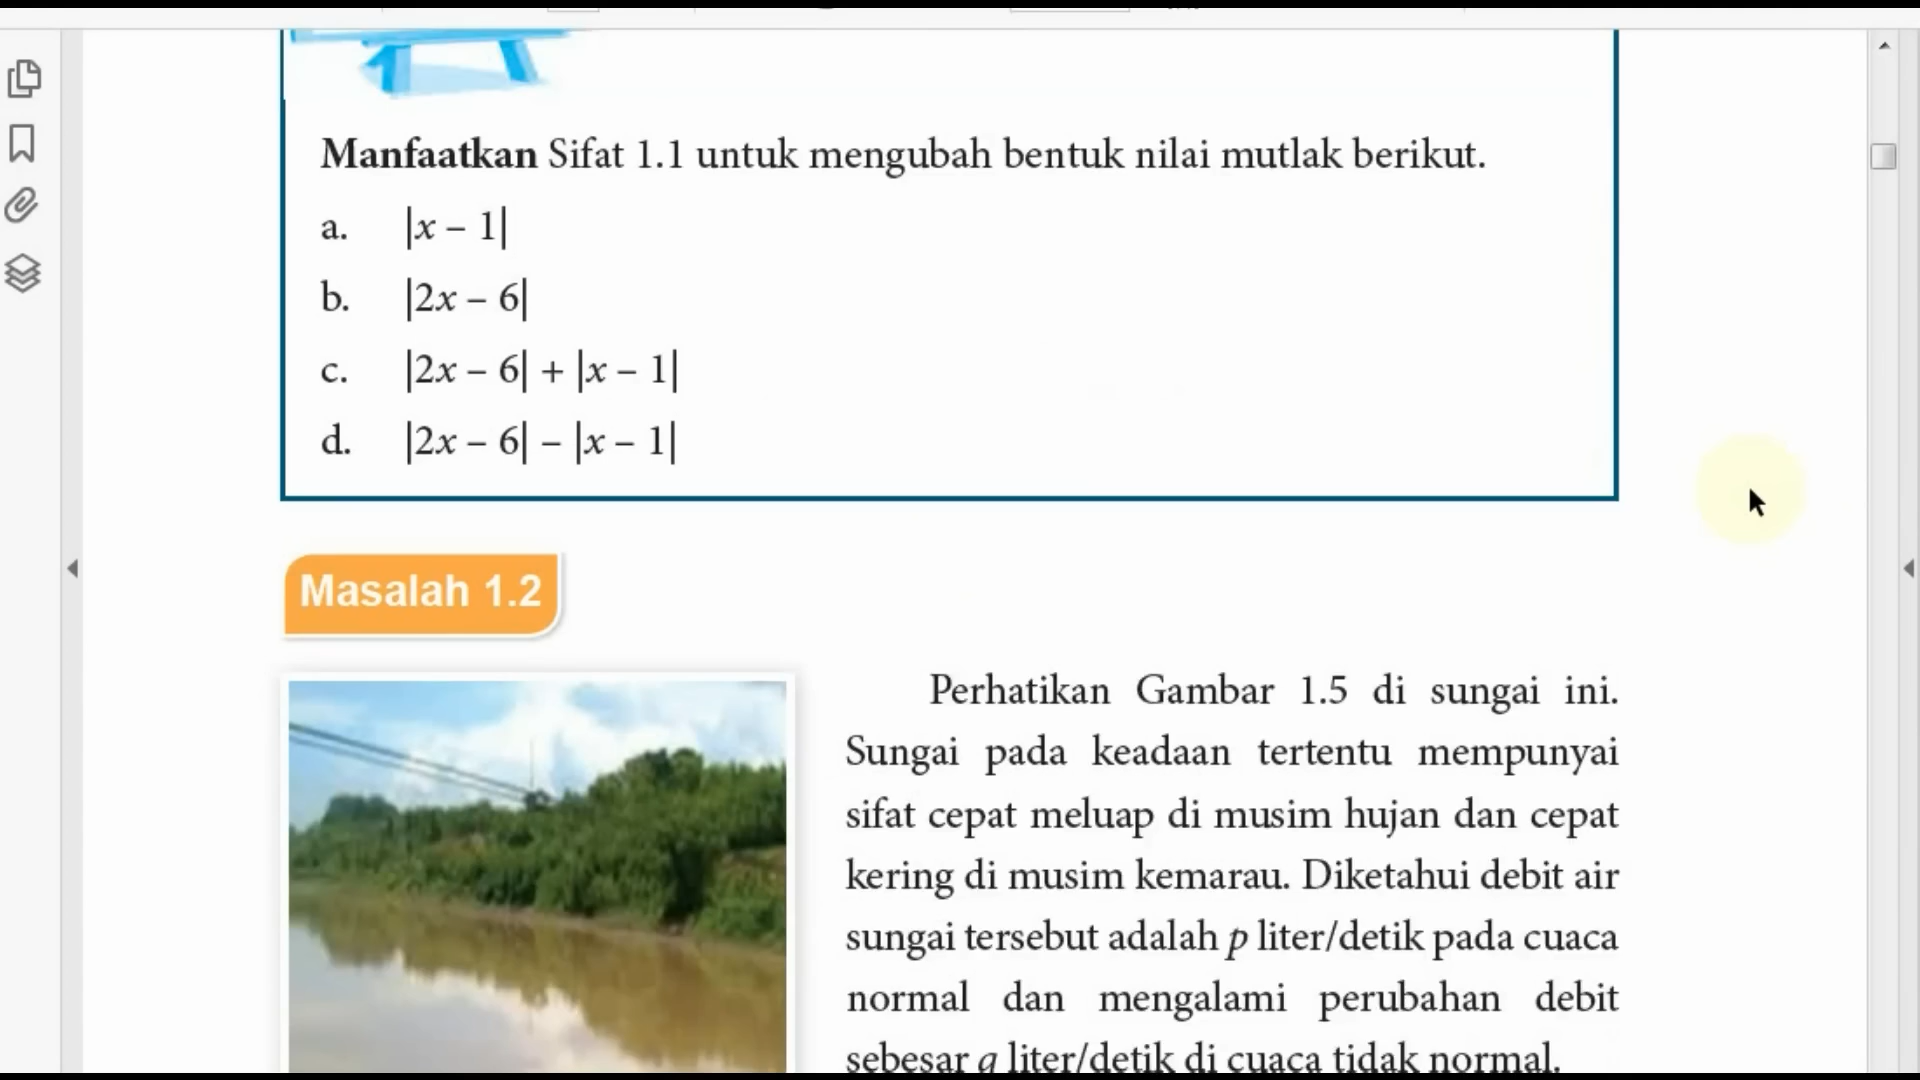 Manfaatkan Sifat 1.1 untuk mengubah bentuk nilai mutlak berikut.
a. |x – 1|
b. |2x – 6|
c. |2x – 6| + |x – 1|
d. |2x – 6| – |x – 1|
Masalah 1.2
Perhatikan Gambar 1.5 di sungai ini.
Sungai pada keadaan tertentu mempunyai
sifat cepat meluap di musim hujan dan cepat
kering di musim kemarau. Diketahui debit air
sungai tersebut adalah p liter/detik pada cuaca
normal dan mengalami perubahan debit
sebesar q liter/detik di cuaca tidak normal.